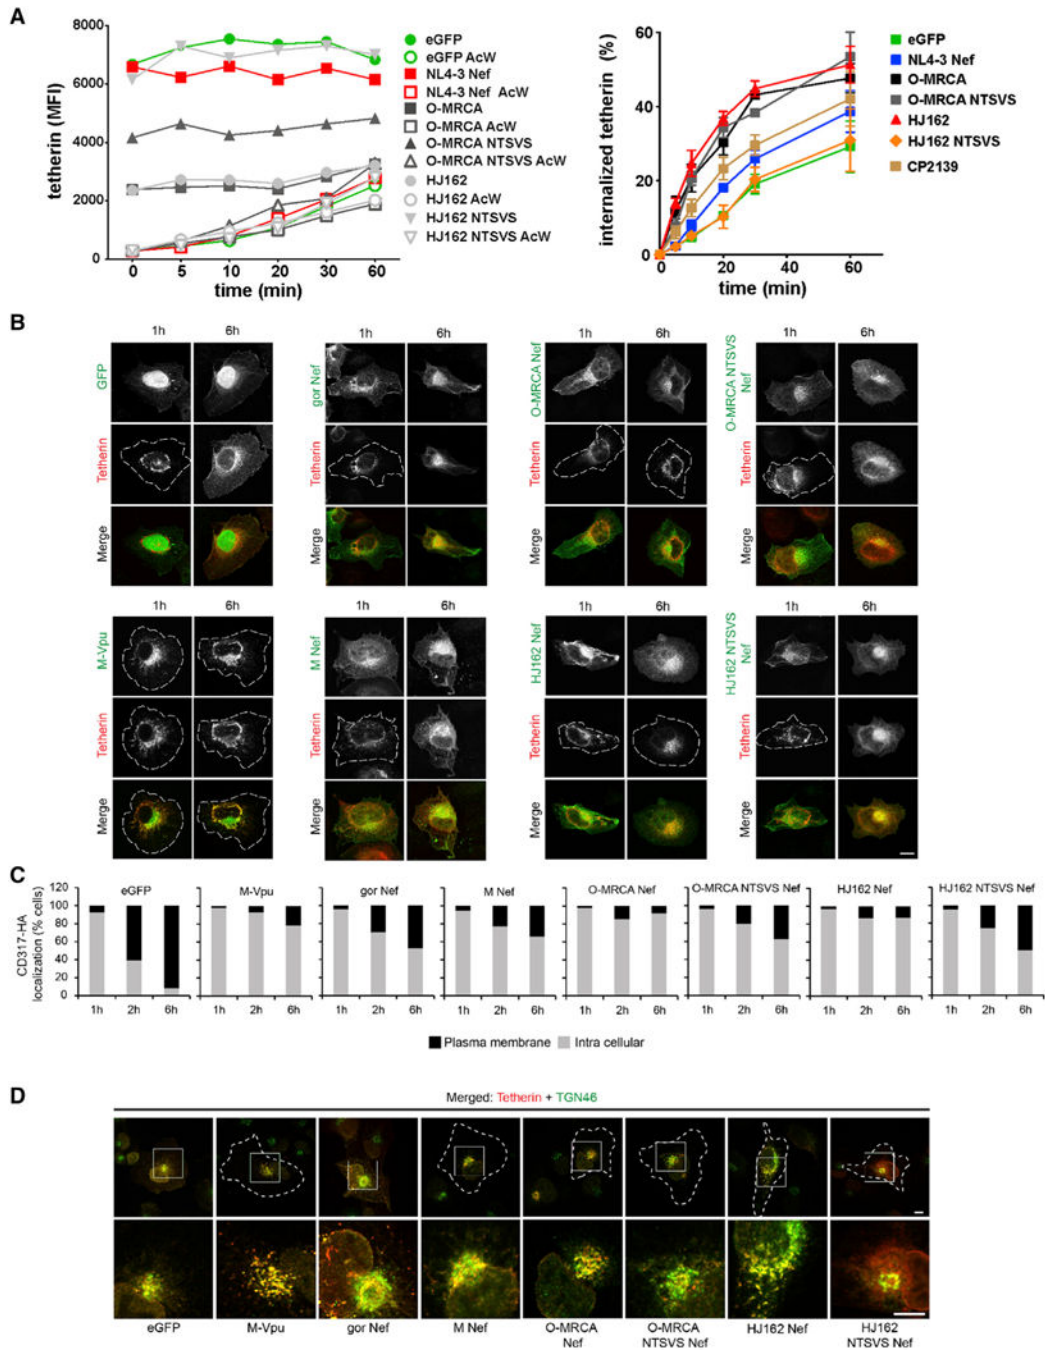 A
tetherin (MFI)
8000
6000
4000
2000
0
0 5 10 20 30 60
time (min)
eGFP
eGFP AcW
NL4-3 Nef
NL4-3 Nef AcW
O-MRCA
O-MRCA AcW
O-MRCA NTSVS
O-MRCA NTSVS AcW
HJ162
HJ162 AcW
HJ162 NTSVS
HJ162 NTSVS AcW
internalized tetherin (%)
60
40
20
0
0 20 40 60
time (min)
eGFP
NL4-3 Nef
O-MRCA
O-MRCA NTSVS
HJ162
HJ162 NTSVS
CP2139
B
1h 6h 1h 6h 1h 6h 1h 6h
GFP
Tetherin
Merge
gor Nef
Tetherin
Merge
O-MRCA Nef
Tetherin
Merge
O-MRCA NTSVS
Nef
Tetherin
Merge
1h 6h 1h 6h 1h 6h 1h 6h
M-Vpu
Tetherin
Merge
M Nef
Tetherin
Merge
HJ162 Nef
Tetherin
Merge
HJ162 NTSVS
Nef
Tetherin
Merge
C
CD317-HA
localization (% cells)
120
100
80
60
40
20
0
eGFP M-Vpu gor Nef M Nef O-MRCA Nef O-MRCA NTSVS Nef HJ162 Nef HJ162 NTSVS Nef
1h 2h 6h 1h 2h 6h 1h 2h 6h 1h 2h 6h 1h 2h 6h 1h 2h 6h 1h 2h 6h 1h 2h 6h
Plasma membrane Intra cellular
D
Merged: Tetherin + TGN46
eGFP M-Vpu gor Nef M Nef O-MRCA O-MRCA HJ162 Nef HJ162
Nef NTSVS Nef NTSVS Nef